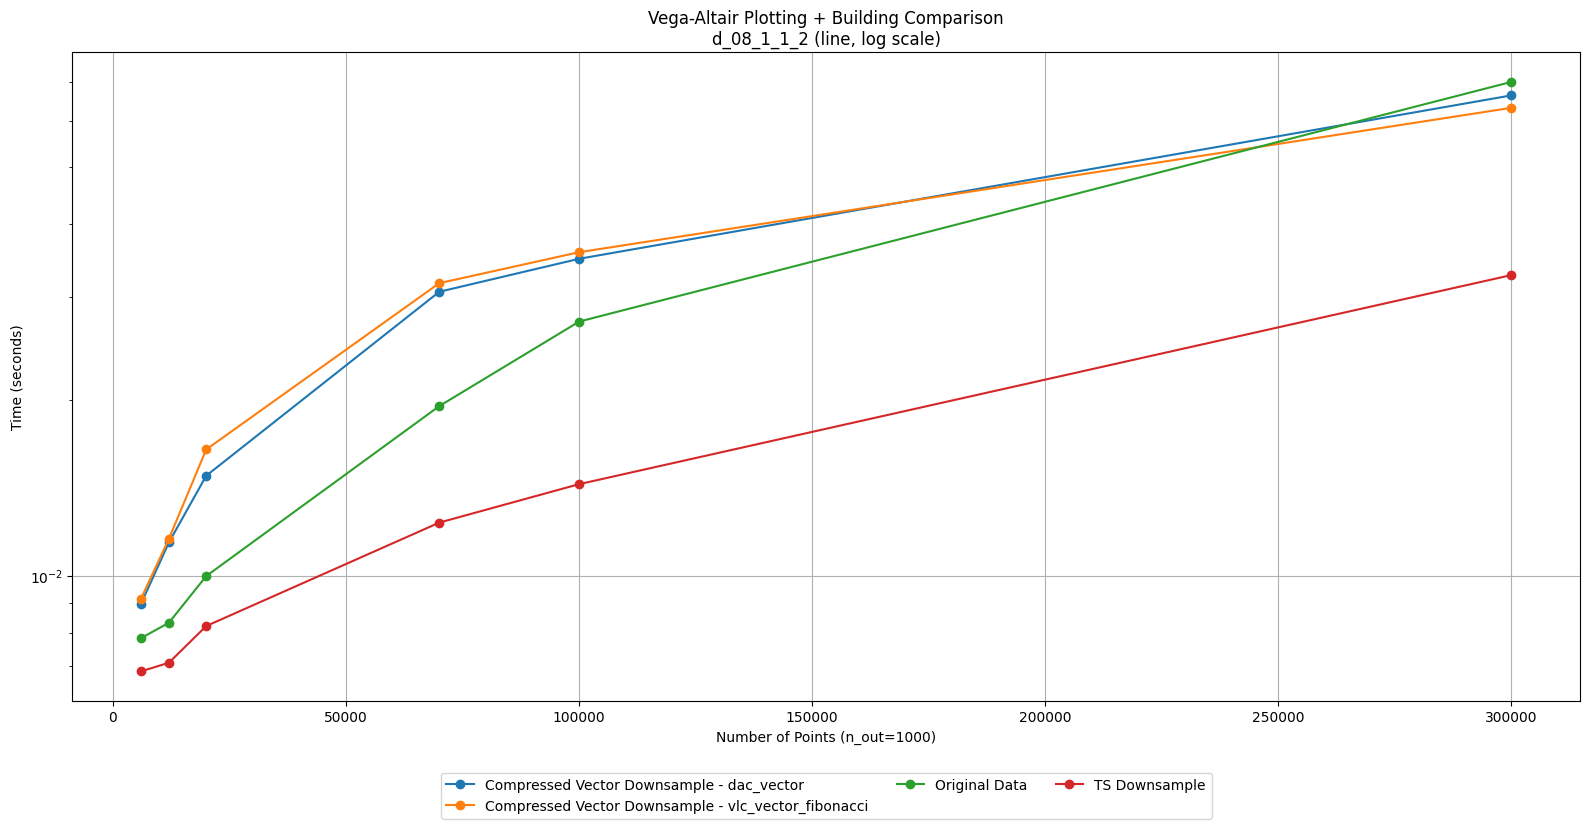 Vega-Altair Plotting + Building Comparison
d_08_1_1_2 (line, log scale)
Time (seconds)
10^{-2}
0 50000 100000 150000 200000 250000 300000
Number of Points (n_out=1000)
Compressed Vector Downsample - dac_vector
Compressed Vector Downsample - vlc_vector_fibonacci
Original Data
TS Downsample